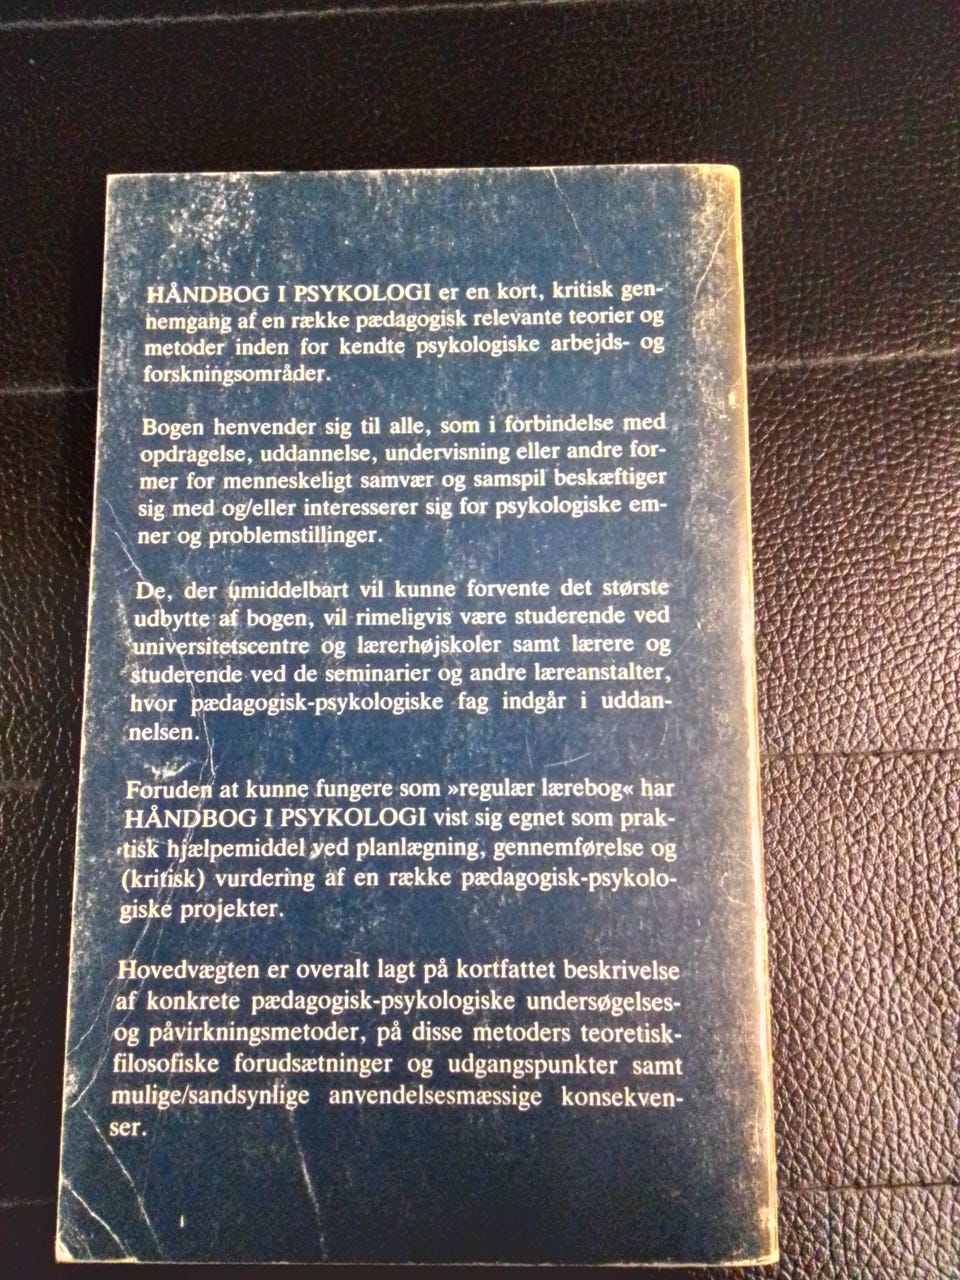 HÅNDBOG I PSYKOLOGI er en kort, kritisk gen-
nemgang af en række pædagogisk relevante teorier og
metoder inden for kendte psykologiske arbejds- og
forskningsområder.
Bogen henvender sig til alle, som i forbindelse med
opdragelse, uddannelse, undervisning eller andre for-
mer for menneskeligt samvær og samspil beskæftiger
sig med og/eller interesserer sig for psykologiske em-
ner og problemstillinger.
De, der umiddelbart vil kunne forvente det største
udbytte af bogen, vil rimeligvis være studerende ved
universitetscentre og lærerhøjskoler samt lærere og
studerende ved de seminarier og andre læreanstalter,
hvor pædagogisk-psykologiske fag indgår i uddan-
nelsen.
Foruden at kunne fungere som »regulær lærebog« har
HÅNDBOG I PSYKOLOGI vist sig egnet som prak-
tisk hjælpemiddel ved planlægning, gennemførelse og
(kritisk) vurdering af en række pædagogisk-psykolo-
giske projekter.
Hovedvægten er overalt lagt på kortfattet beskrivelse
af konkrete pædagogisk-psykologiske undersøgelses-
og påvirkningsmetoder, på disse metoders teoretisk-
filosofiske forudsætninger og udgangspunkter samt
mulige/sandsynlige anvendelsesmæssige konsekven-
ser.